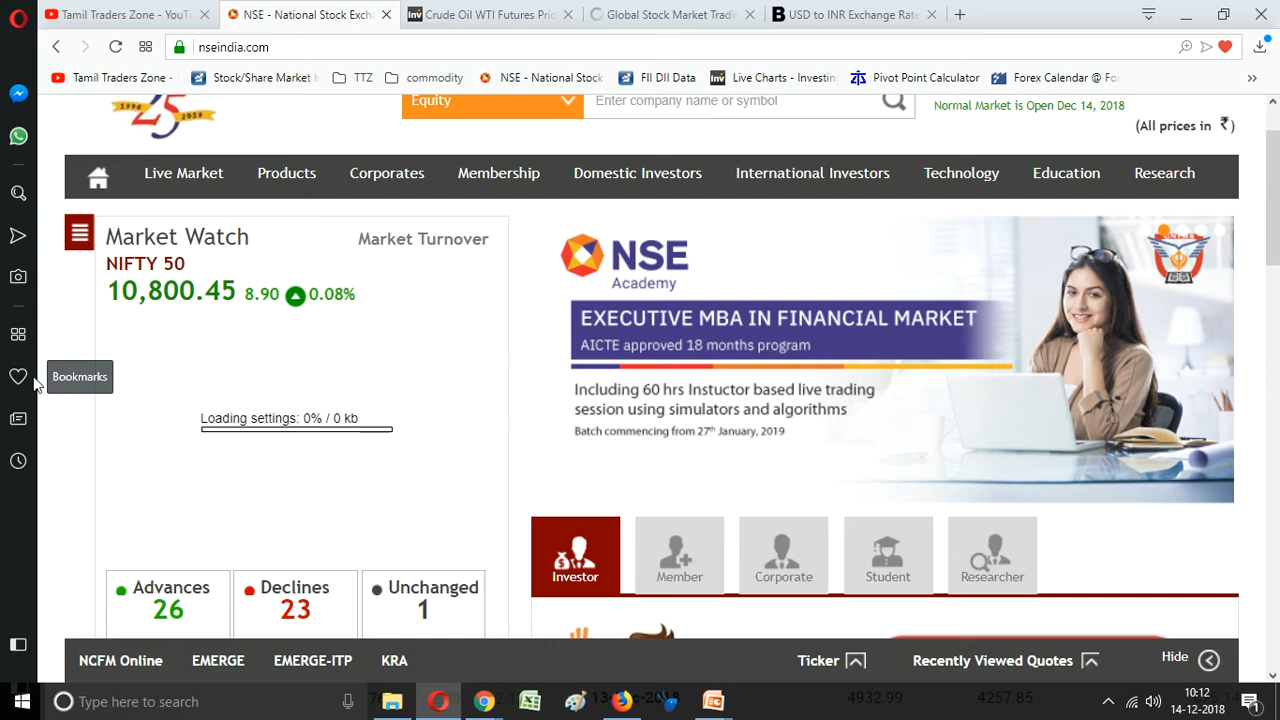 Tamil Traders Zone - YouT
NSE - National Stock Exch
Crude Oil WTI Futures Pric
Global Stock Market Tradi
USD to INR Exchange Rate
nseindia.com
Tamil Traders Zone -
Stock/Share Market I
TTZ
commodity
NSE - National Stock
FII DII Data
Live Charts - Investing
Pivot Point Calculator
Forex Calendar @ Fo
1994 25 2019
Equity
Enter company name or symbol
Normal Market is Open Dec 14, 2018
(All prices in ₹)
Live Market
Products
Corporates
Membership
Domestic Investors
International Investors
Technology
Education
Research
Market Watch
Market Turnover
NIFTY 50
10,800.45 8.90 0.08%
Bookmarks
Loading settings: 0% / 0 kb
NSE
Academy
EXECUTIVE MBA IN FINANCIAL MARKET
AICTE approved 18 months program
Including 60 hrs Instuctor based live trading
session using simulators and algorithms
Batch commencing from 27th January, 2019
Investor
Member
Corporate
Student
Researcher
Advances
26
Declines
23
Unchanged
1
NCFM Online
EMERGE
EMERGE-ITP
KRA
Ticker
Recently Viewed Quotes
Hide
Type here to search
4932.99
4257.85
10:12
14-12-2018